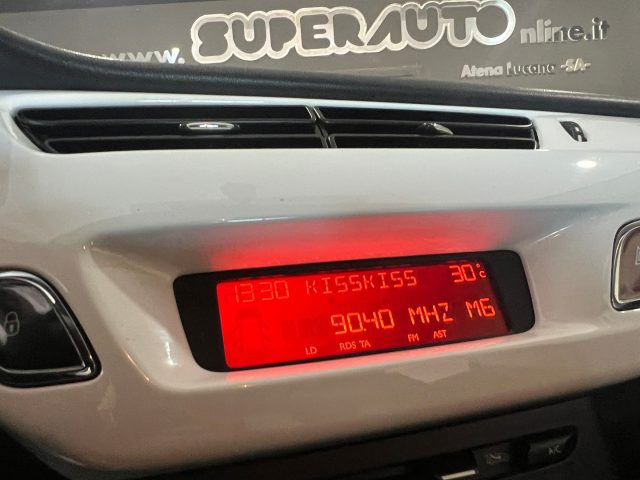 www.SUPERAUTOnline.it
Atena Lucana -SA-
13:30 KISSKISS 30°C
90.40 MHZ M6
LD RDS TA FM AST
A/C